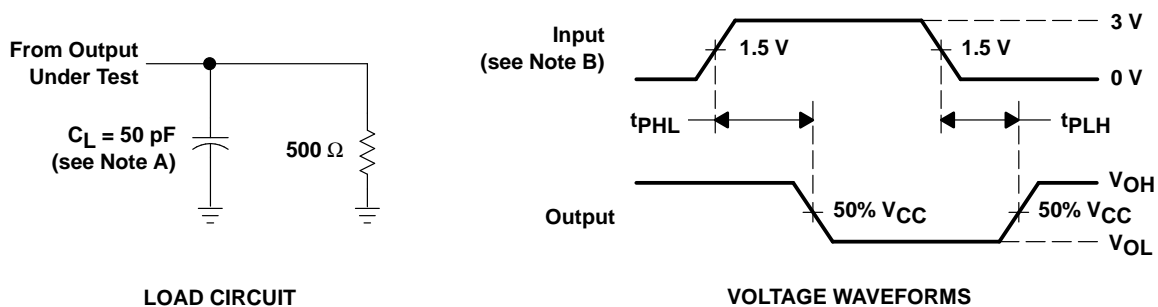 From Output
Under Test
C_L = 50 pF
(see Note A)
500 Ω
LOAD CIRCUIT
Input
(see Note B)
1.5 V
1.5 V
3 V
0 V
t_PHL
t_PLH
Output
50% V_CC
50% V_CC
V_OH
V_OL
VOLTAGE WAVEFORMS